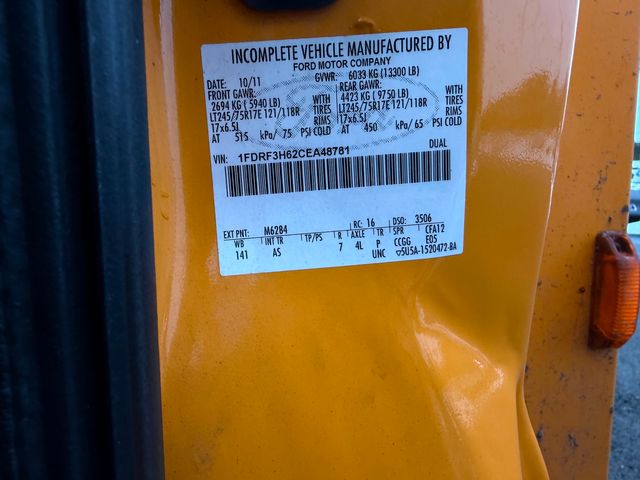 INCOMPLETE VEHICLE MANUFACTURED BY
FORD MOTOR COMPANY
DATE: 10/11 GVWR: 6033 KG (13300 LB)
FRONT GAWR: REAR GAWR:
2694 KG (5940 LB) WITH 4423 KG (9750 LB) WITH
LT245/75R17E 121/118R TIRES LT245/75R17E 121/118R TIRES
17x6.5J RIMS 17x6.5J RIMS
AT 515 kPa/ 75 PSI COLD AT 450 kPa/ 65 PSI COLD
VIN: 1FDRF3H62CEA48781 DUAL
EXT PNT: M6284 RC: 16 DSO: 3506
WB INT TR TP/PS R AXLE TR SPR CFA12
141 AS 7 4L P CCGG E05
UNC 5U5A-1520472-BA